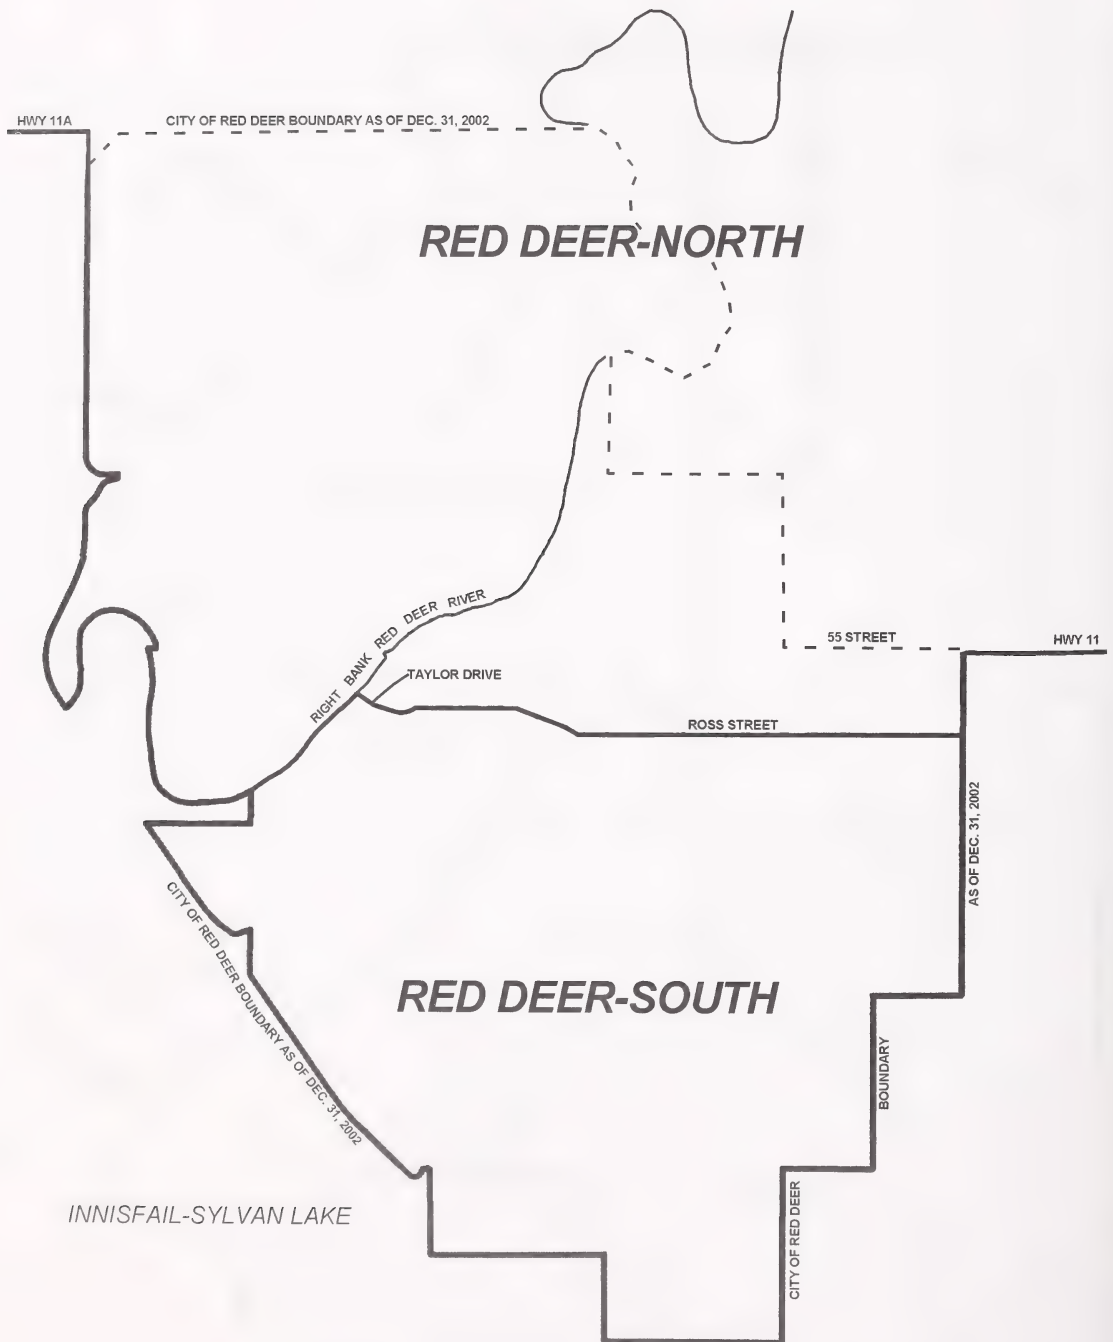 HWY 11A
CITY OF RED DEER BOUNDARY AS OF DEC. 31, 2002
RED DEER-NORTH
RIGHT BANK RED DEER RIVER
55 STREET
HWY 11
TAYLOR DRIVE
ROSS STREET
AS OF DEC. 31, 2002
CITY OF RED DEER BOUNDARY AS OF DEC. 31, 2002
RED DEER-SOUTH
BOUNDARY
INNISFAIL-SYLVAN LAKE
CITY OF RED DEER